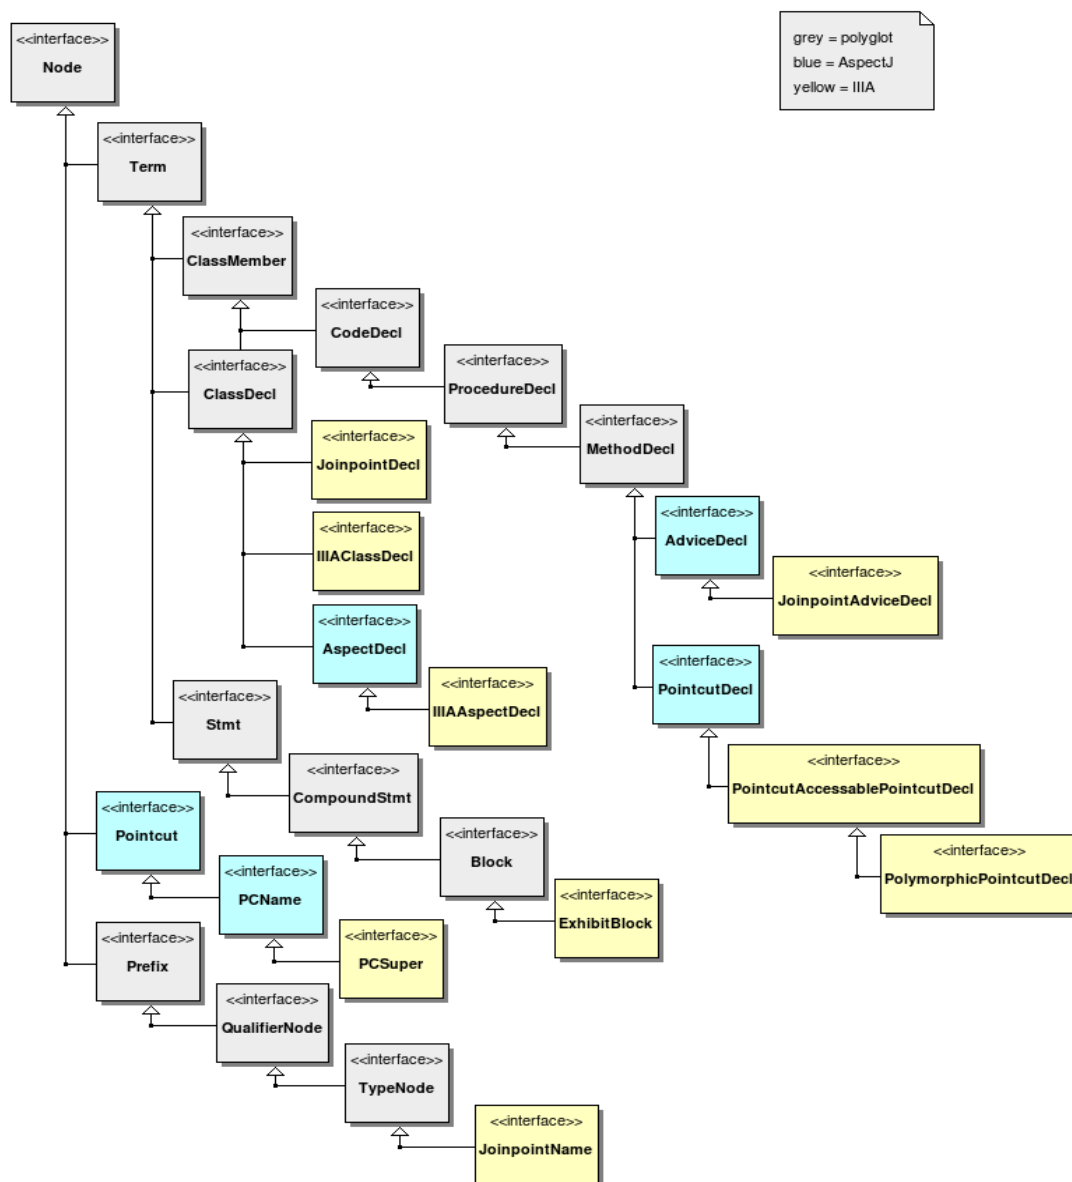 <<interface>>
Node
grey = polyglot
blue = AspectJ
yellow = IIIA
<<interface>>
Term
<<interface>>
ClassMember
<<interface>>
CodeDecl
<<interface>>
ClassDecl
<<interface>>
ProcedureDecl
<<interface>>
MethodDecl
<<interface>>
JoinpointDecl
<<interface>>
AdviceDecl
<<interface>>
IIIAClassDecl
<<interface>>
JoinpointAdviceDecl
<<interface>>
AspectDecl
<<interface>>
PointcutDecl
<<interface>>
IIIAAspectDecl
<<interface>>
Stmt
<<interface>>
PointcutAccessablePointcutDecl
<<interface>>
CompoundStmt
<<interface>>
Pointcut
<<interface>>
Block
<<interface>>
PolymorphicPointcutDecl
<<interface>>
PCName
<<interface>>
ExhibitBlock
<<interface>>
PCSuper
<<interface>>
Prefix
<<interface>>
QualifierNode
<<interface>>
TypeNode
<<interface>>
JoinpointName